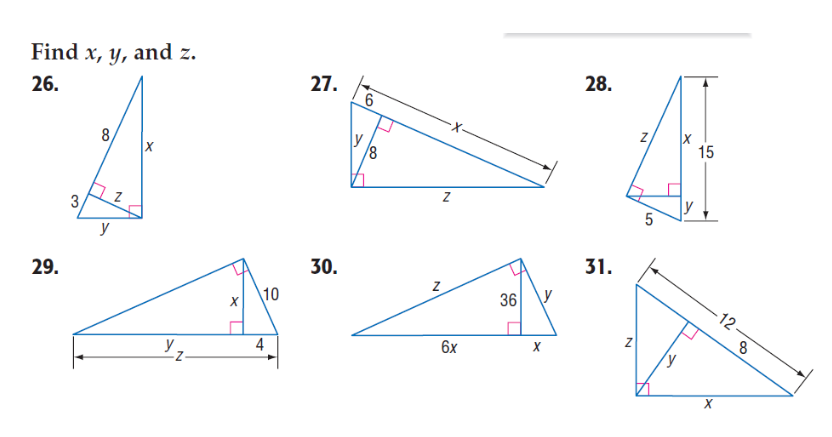 Find x, y, and z.
26.
8
x
3
z
y
27.
6
x
y
8
z
28.
z
x
15
y
5
29.
x
10
y
4
z
30.
z
36
y
6x
x
31.
12
z
8
y
x